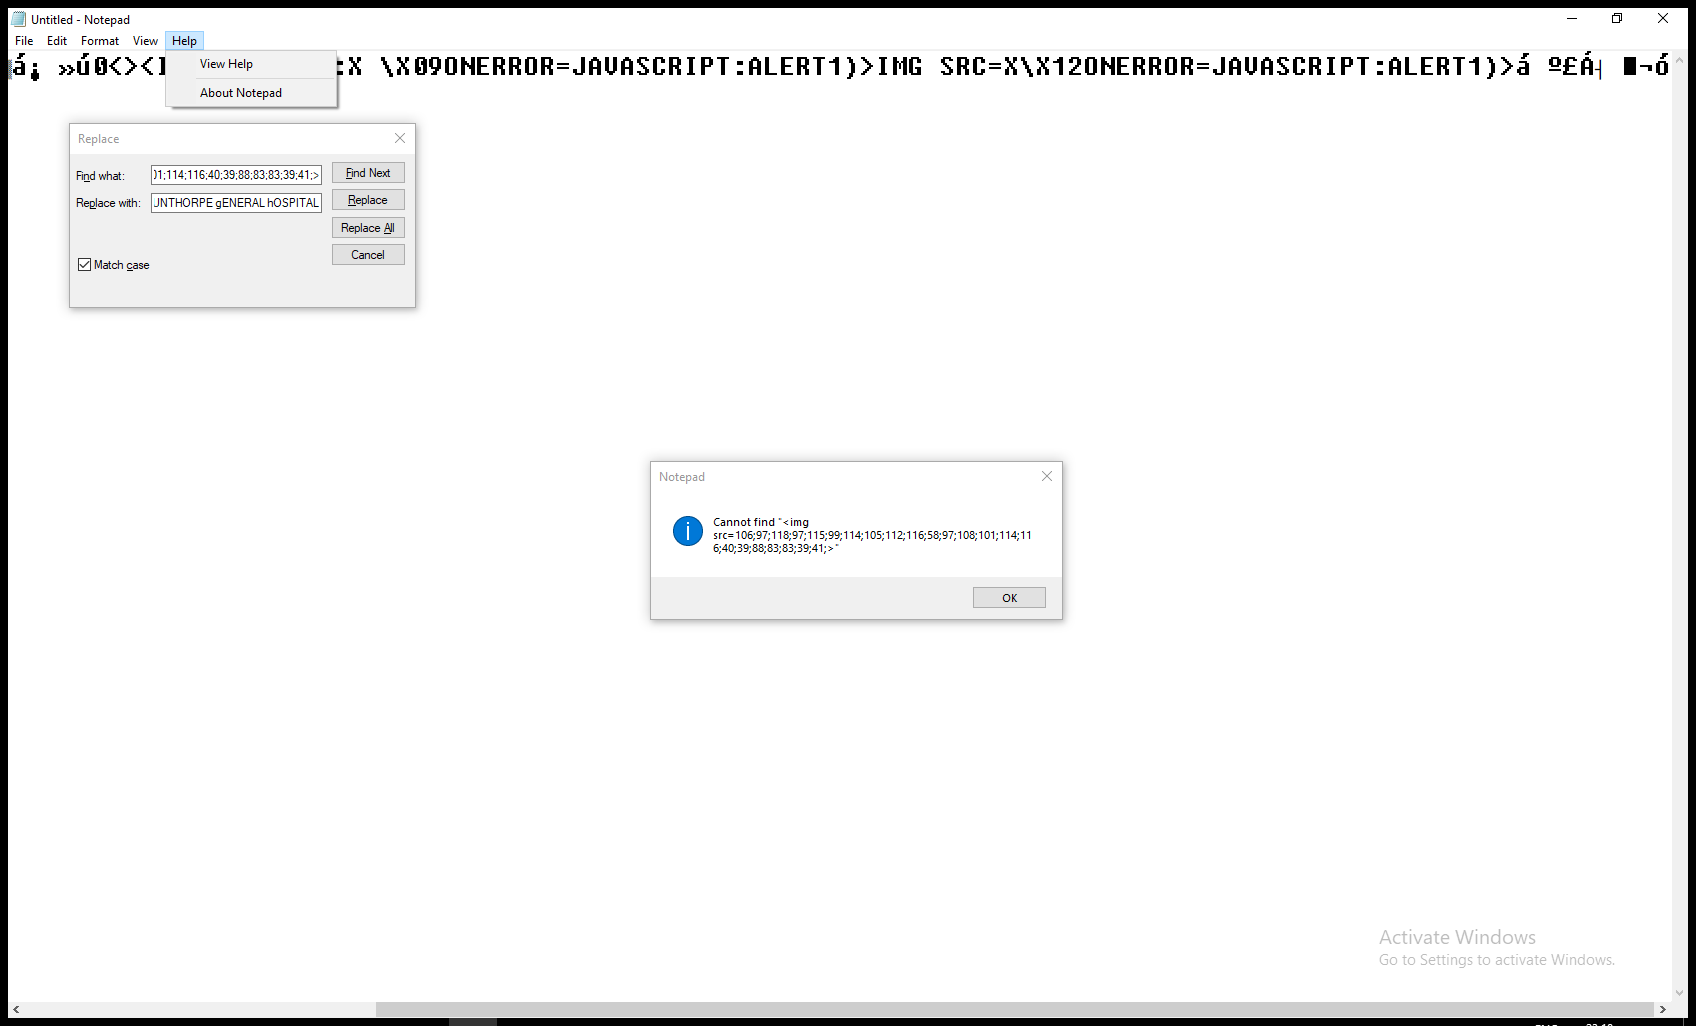 Untitled - Notepad
File Edit Format View Help
á¡ »ú0<><I :X \X09ONERROR=JAVASCRIPT:ALERT1)>IMG SRC=X\X12ONERROR=JAVASCRIPT:ALERT1)>á º£Á┤ ■¬ó
View Help
About Notepad
Replace
Find what: 01;114;116;40;39;88;83;83;39;41;> Find Next
Replace with: UNTHORPE gENERAL hOSPITAL Replace
Replace All
Cancel
Match case
Notepad
Cannot find "<img
src=106;97;118;97;115;99;114;105;112;116;58;97;108;101;114;11
6;40;39;88;83;83;39;41;>"
OK
Activate Windows
Go to Settings to activate Windows.